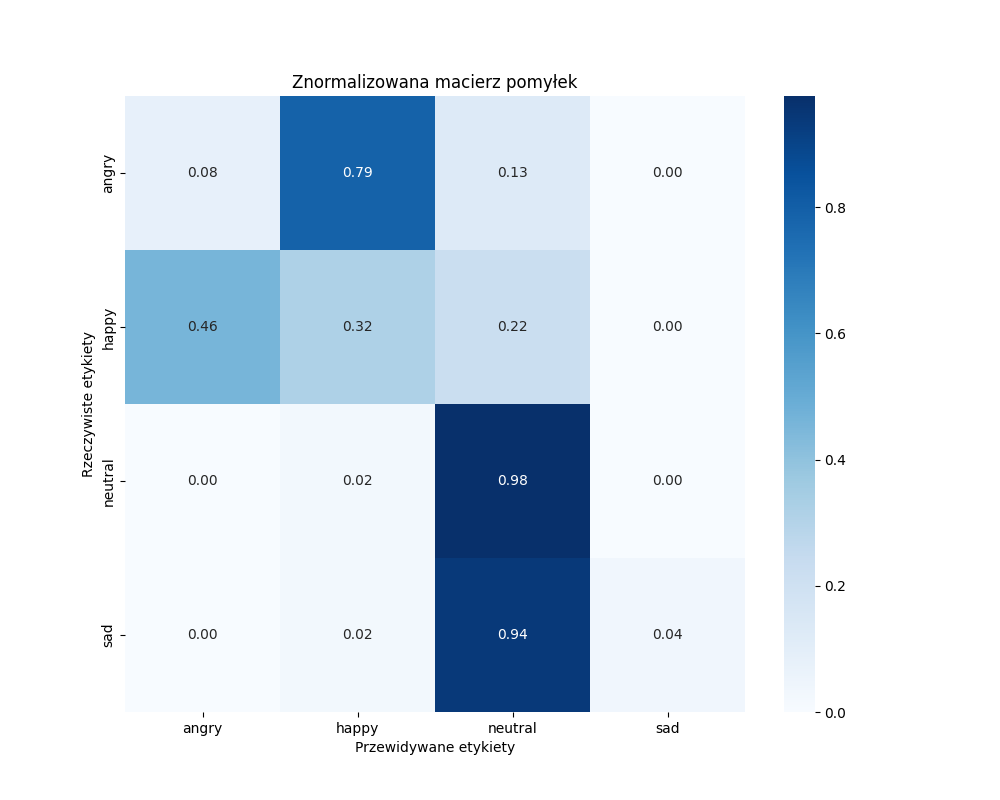 Znormalizowana macierz pomyłek
Rzeczywiste etykiety
angry
0.08 0.79 0.13 0.00
happy
0.46 0.32 0.22 0.00
neutral
0.00 0.02 0.98 0.00
sad
0.00 0.02 0.94 0.04
angry happy neutral sad
Przewidywane etykiety
0.8
0.6
0.4
0.2
0.0